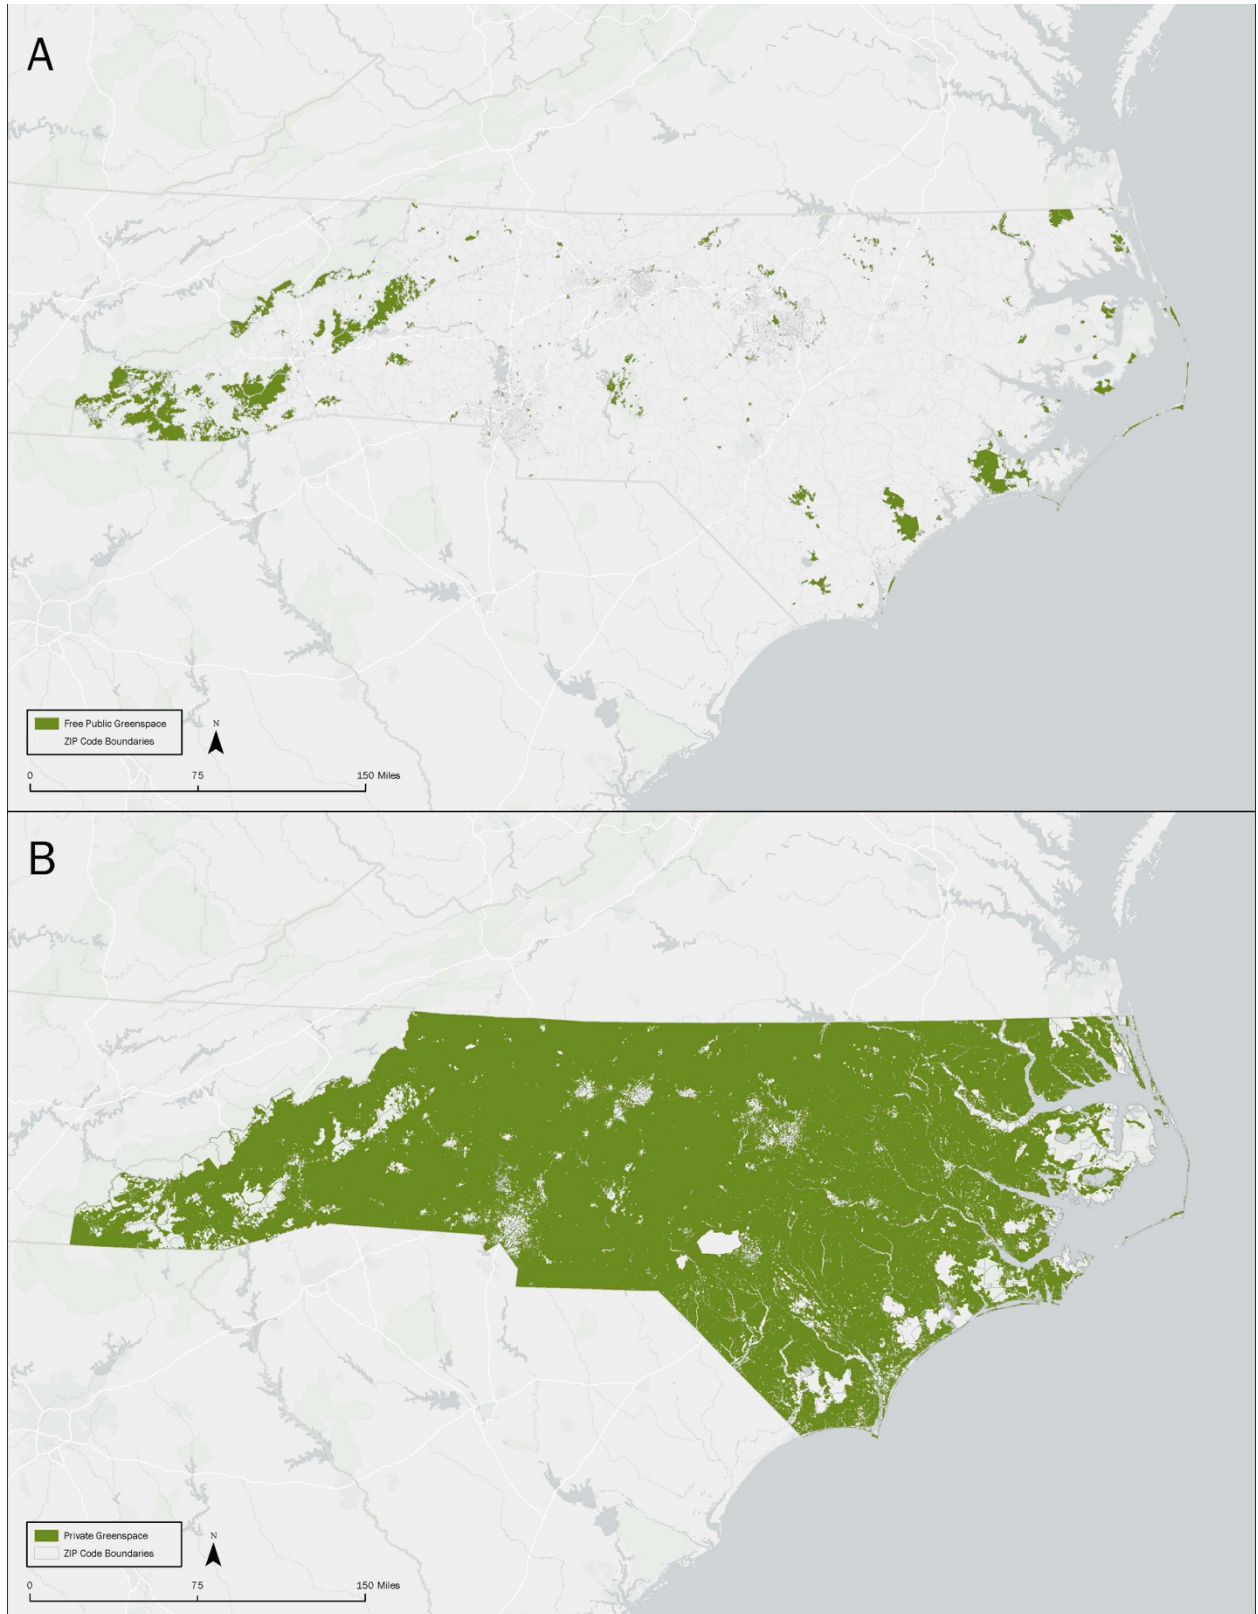 A
Free Public Greenspace
ZIP Code Boundaries
N
0 75 150 Miles
B
Private Greenspace
ZIP Code Boundaries
N
0 75 150 Miles